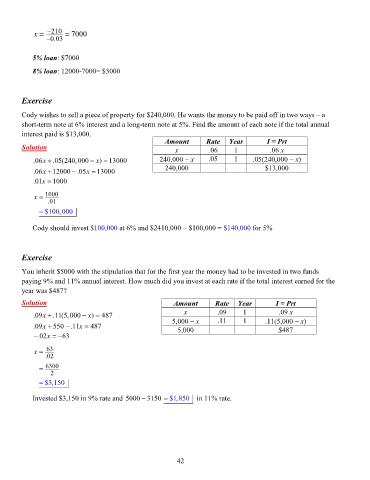 x = −210/−0.03 = 7000
5% loan: $7000
8% loan: 12000-7000= $5000
Exercise
Cody wishes to sell a piece of property for $240,000. He wants the money to be paid off in two ways – a
short-term note at 6% interest and a long-term note at 5%. Find the amount of each note if the total annual
interest paid is $13,000.
Solution
.06x + .05(240,000 − x) = 13000
.06x + 12000 − .05x = 13000
.01x = 1000
x = 1000/.01
= $100,000
Amount Rate Year I = Prt
x .06 1 .06 x
240,000 − x .05 1 .05(240,000 − x)
240,000 $13,000
Cody should invest $100,000 at 6% and $2410,000 − $100,000 = $140,000 for 5%
Exercise
You inherit $5000 with the stipulation that for the first year the money had to be invested in two funds
paying 9% and 11% annual interest. How much did you invest at each rate if the total interest earned for the
year was $487?
Solution
.09x + .11(5,000 − x) = 487
.09x + 550 − .11x = 487
−.02x = −63
x = 63/.02
= 6300/2
= $3,150
Amount Rate Year I = Prt
x .09 1 .09 x
5,000 − x .11 1 .11(5,000 − x)
5,000 $487
Invested $3,150 in 9% rate and 5000 − 3150 = $1,850 in 11% rate.
42